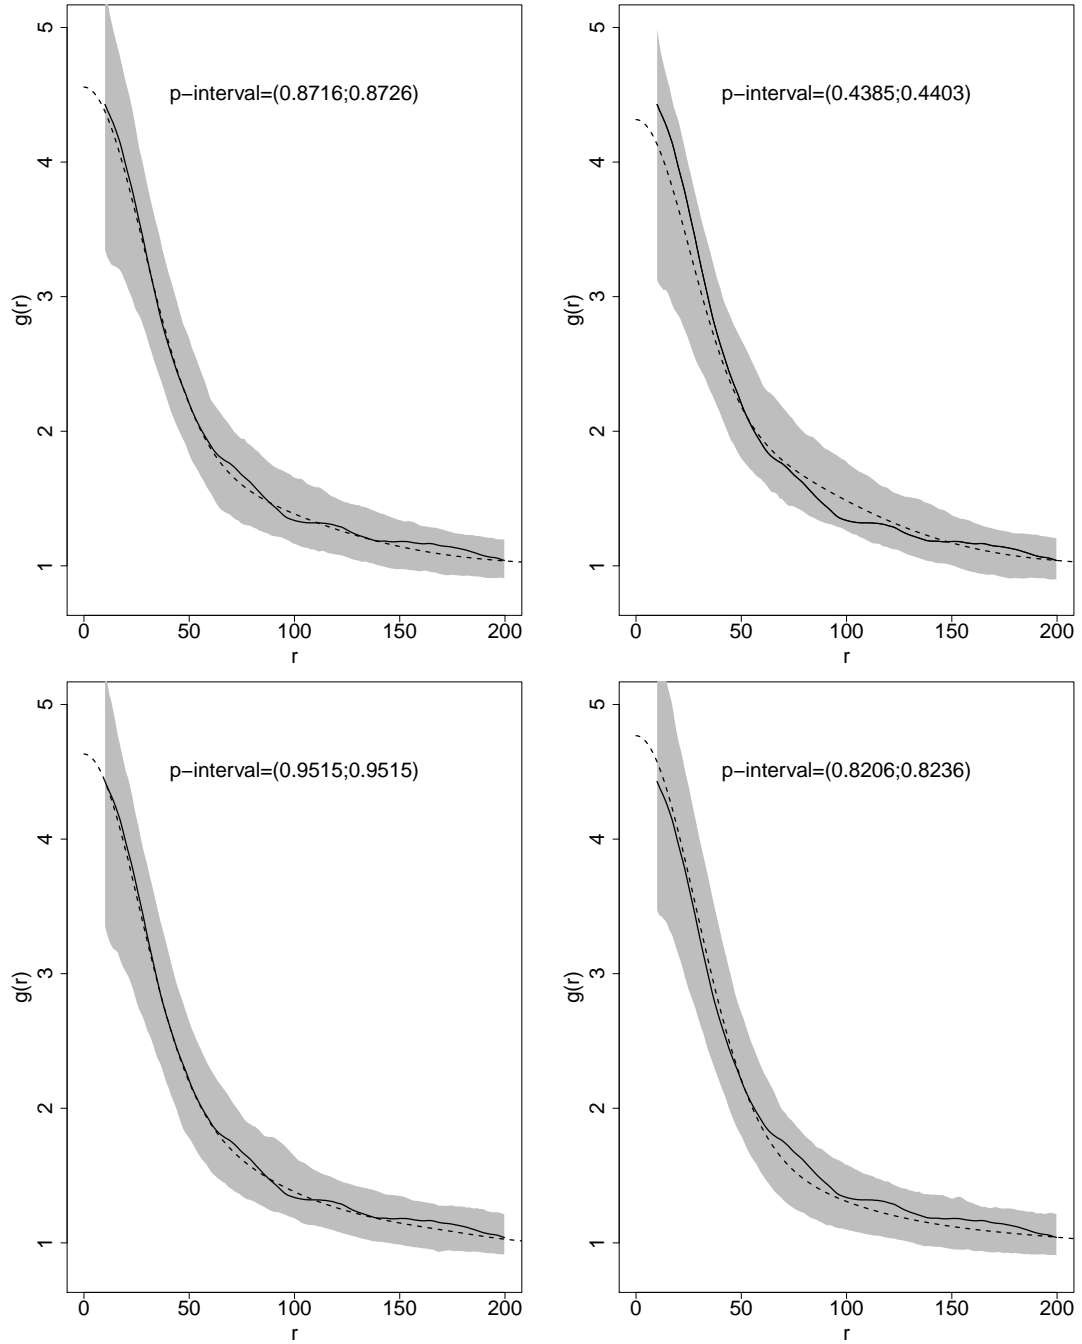 5
4
3
2
1
g(r)
p−interval=(0.8716;0.8726)
0 50 100 150 200
r
5
4
3
2
1
g(r)
p−interval=(0.4385;0.4403)
0 50 100 150 200
r
5
4
3
2
1
g(r)
p−interval=(0.9515;0.9515)
0 50 100 150 200
r
5
4
3
2
1
g(r)
p−interval=(0.8206;0.8236)
0 50 100 150 200
r